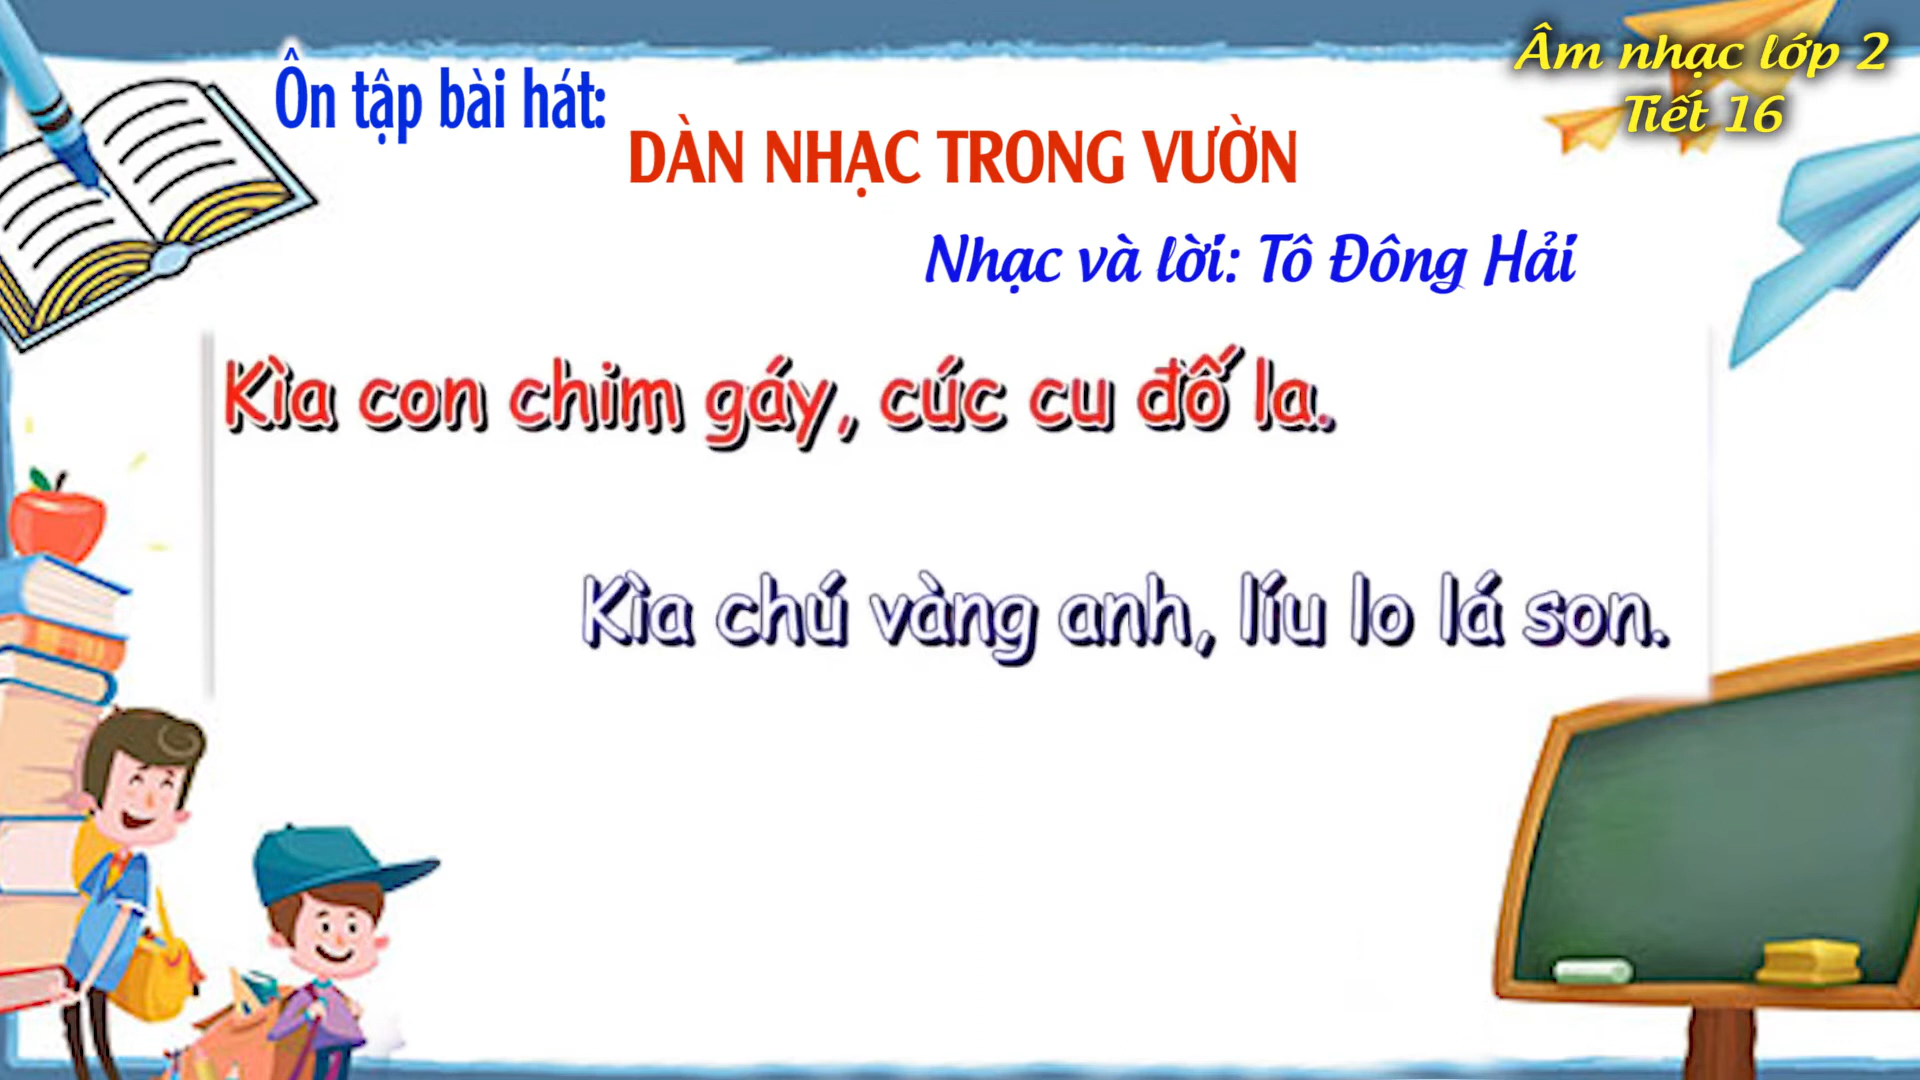 Âm nhạc lớp 2
Tiết 16
Ôn tập bài hát:
DÀN NHẠC TRONG VƯỜN
Nhạc và lời: Tô Đông Hải
Kìa con chim gáy, cúc cu đố la.
Kìa chú vàng anh, líu lo lá son.